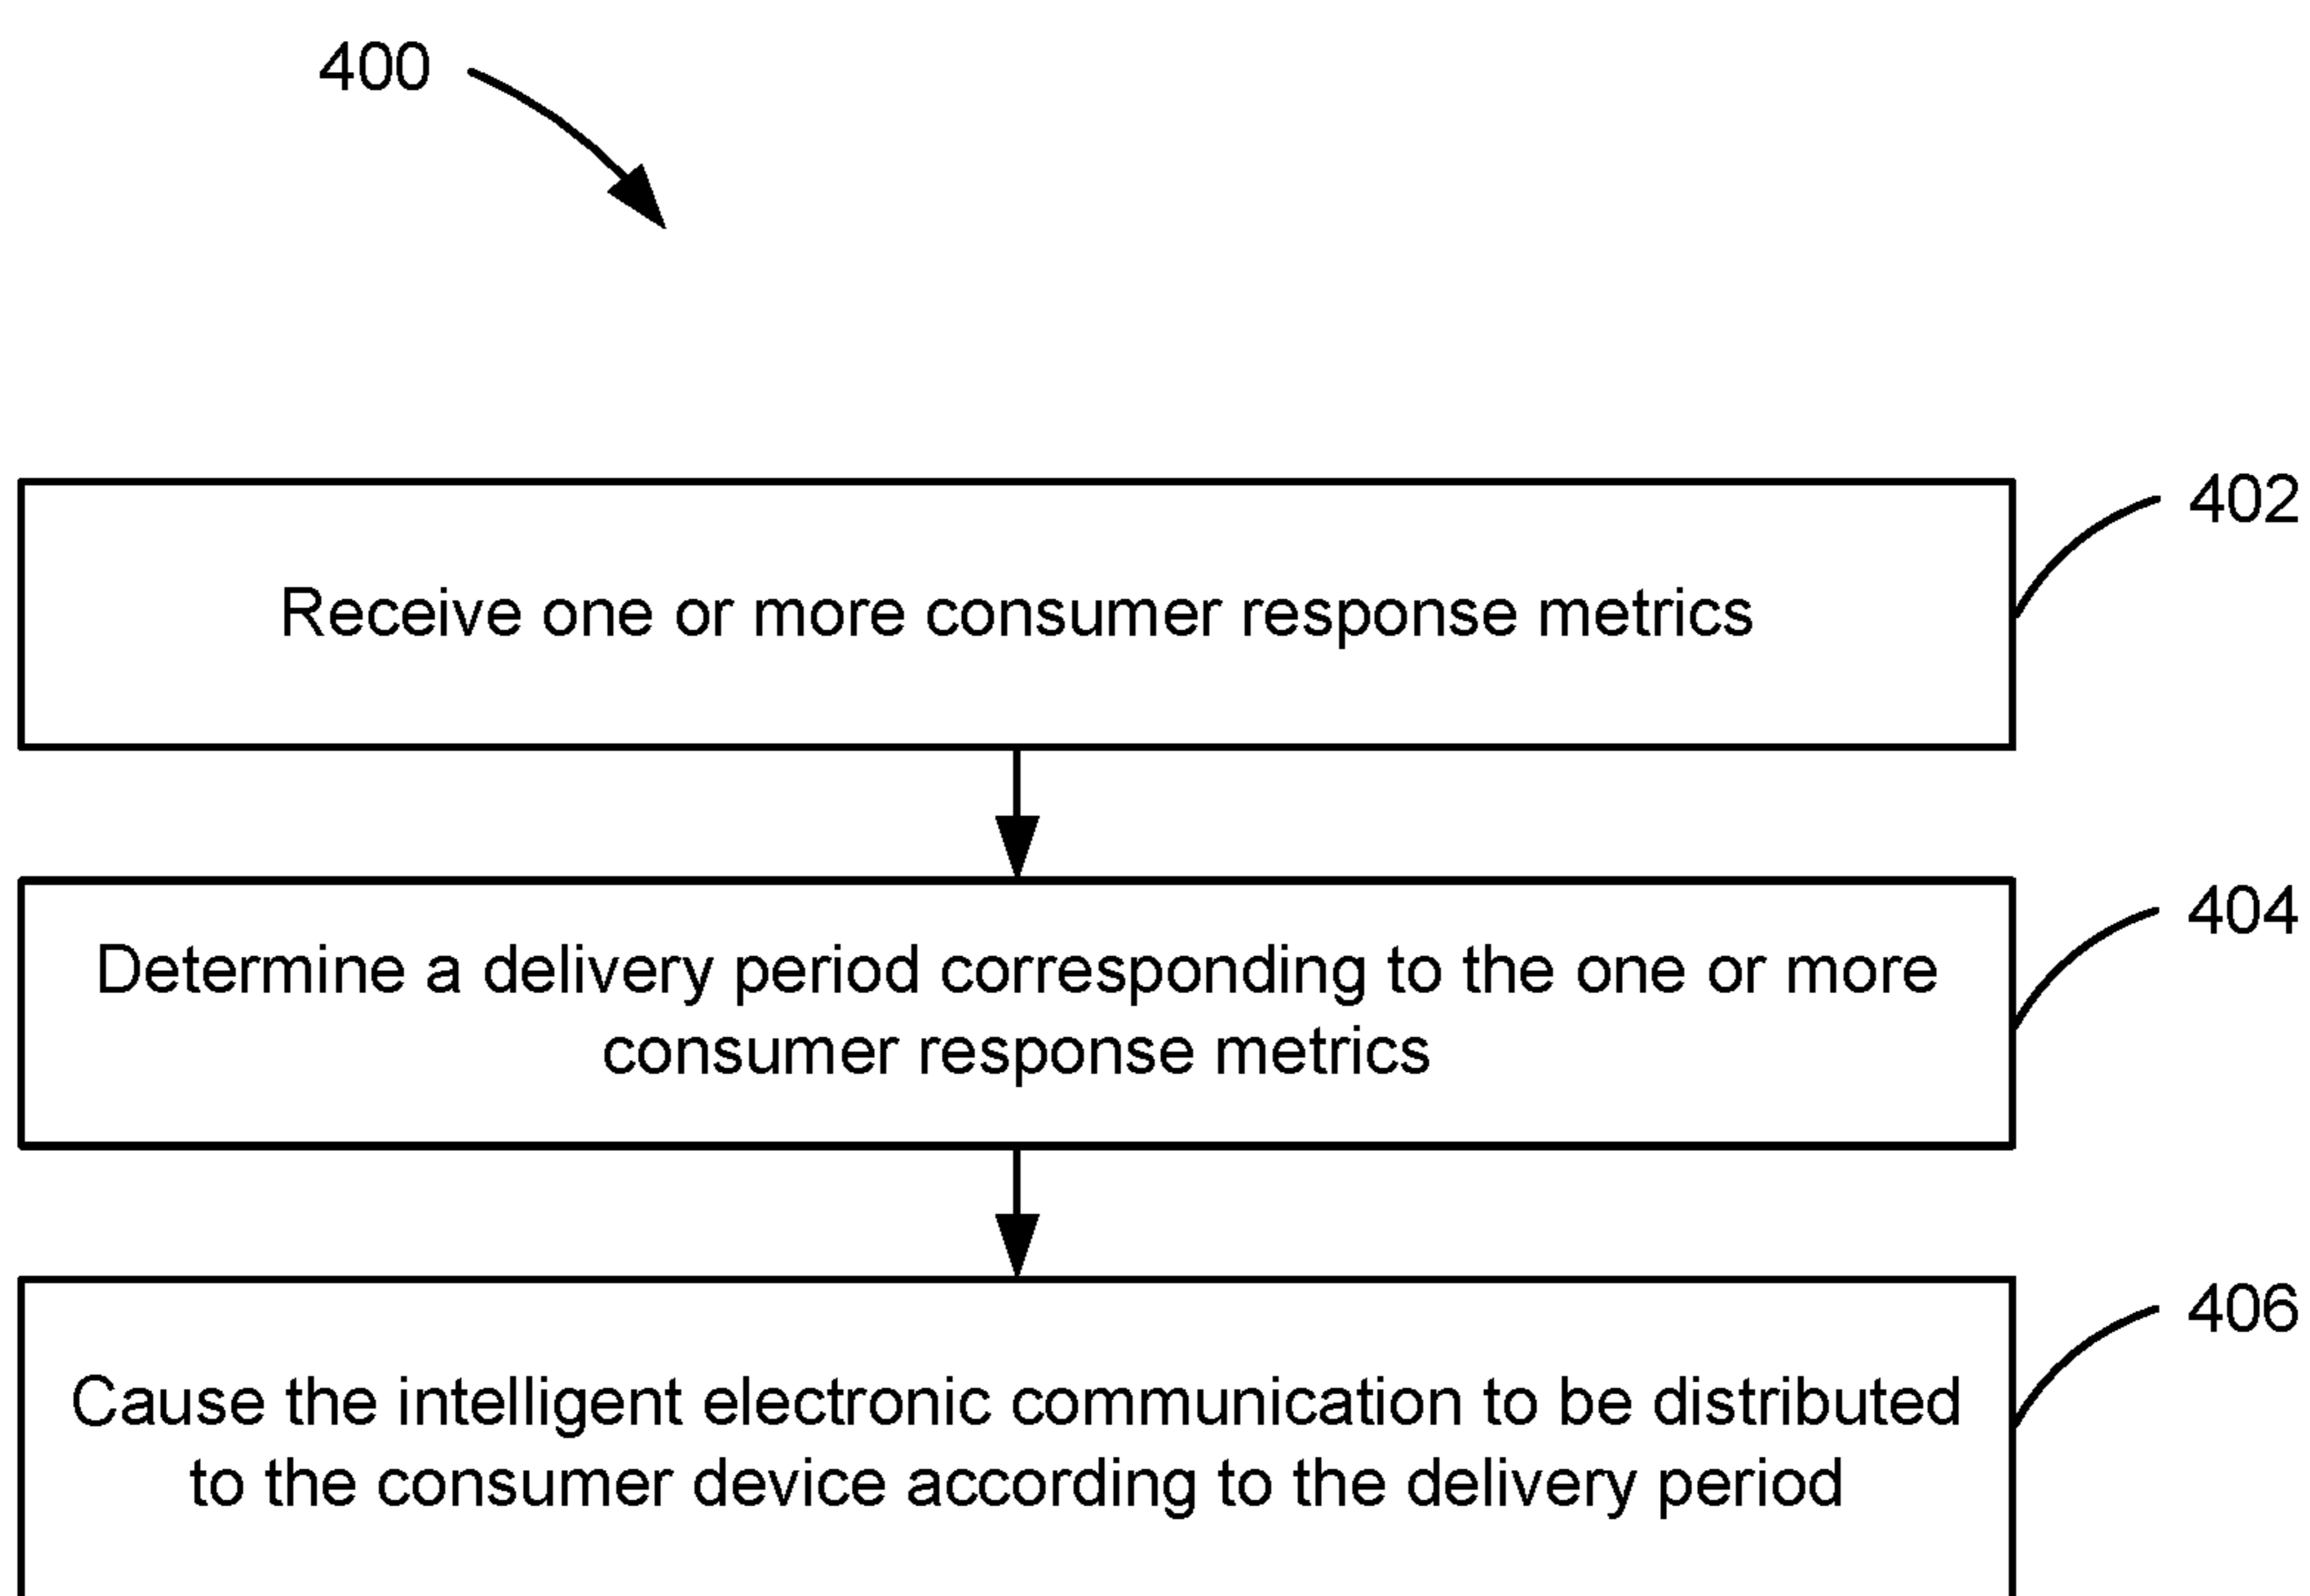 400
402
Receive one or more consumer response metrics
404
Determine a delivery period corresponding to the one or more
consumer response metrics
406
Cause the intelligent electronic communication to be distributed
to the consumer device according to the delivery period